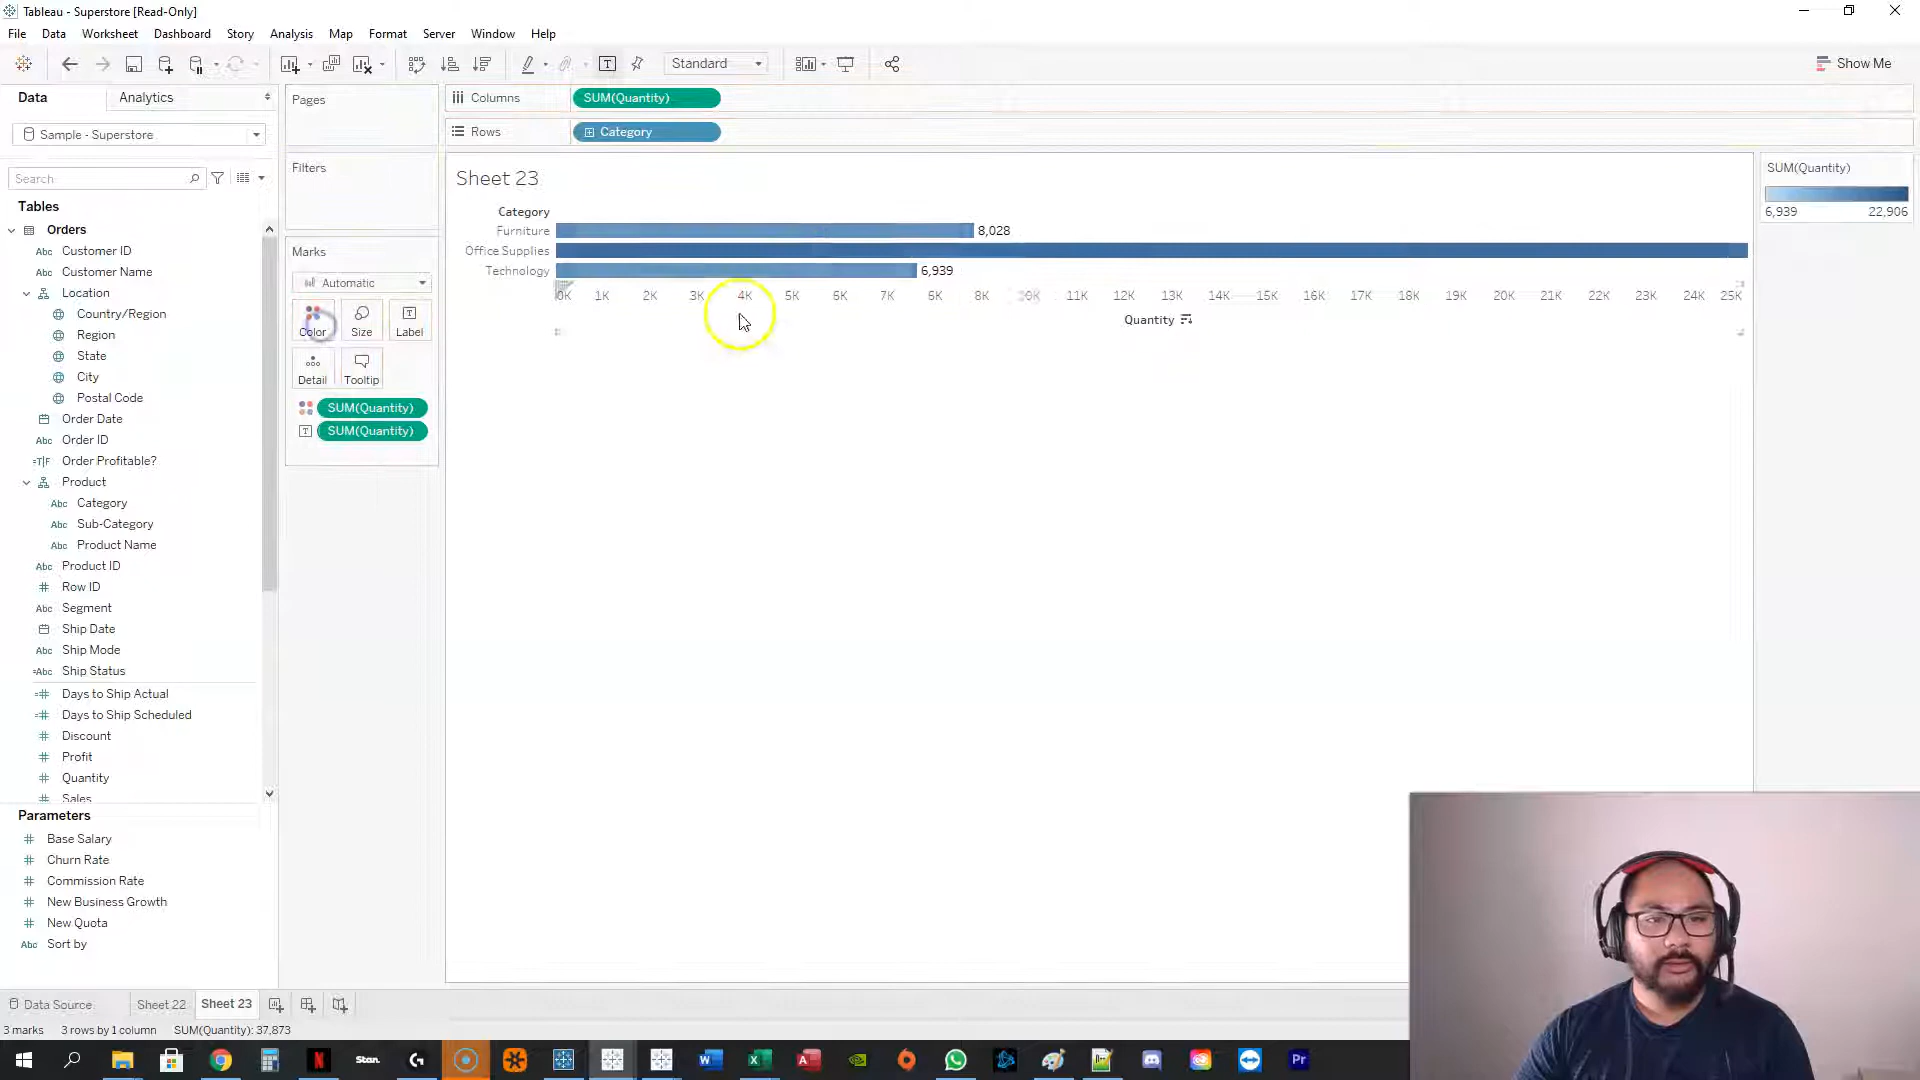 Tableau - Superstore [Read-Only]
File Data Worksheet Dashboard Story Analysis Map Format Server Window Help
Standard
Show Me
Data
Analytics
Pages
Columns
SUM(Quantity)
Sample - Superstore
Rows
Category
Search
Filters
Sheet 23
SUM(Quantity)
6,939 22,906
Tables
Orders
Customer ID
Customer Name
Location
Country/Region
Region
State
City
Postal Code
Order Date
Order ID
Order Profitable?
Product
Category
Sub-Category
Product Name
Product ID
Row ID
Segment
Ship Date
Ship Mode
Ship Status
Days to Ship Actual
Days to Ship Scheduled
Discount
Profit
Quantity
Sales
Parameters
Base Salary
Churn Rate
Commission Rate
New Business Growth
New Quota
Sort by
Marks
Automatic
Color Size Label
Detail Tooltip
SUM(Quantity)
SUM(Quantity)
Category
Furniture 8,028
Office Supplies
Technology 6,939
0K 1K 2K 3K 4K 5K 6K 7K 8K 9K 10K 11K 12K 13K 14K 15K 16K 17K 18K 19K 20K 21K 22K 23K 24K 25K
Quantity
Data Source
Sheet 22
Sheet 23
3 marks 3 rows by 1 column SUM(Quantity): 37,873